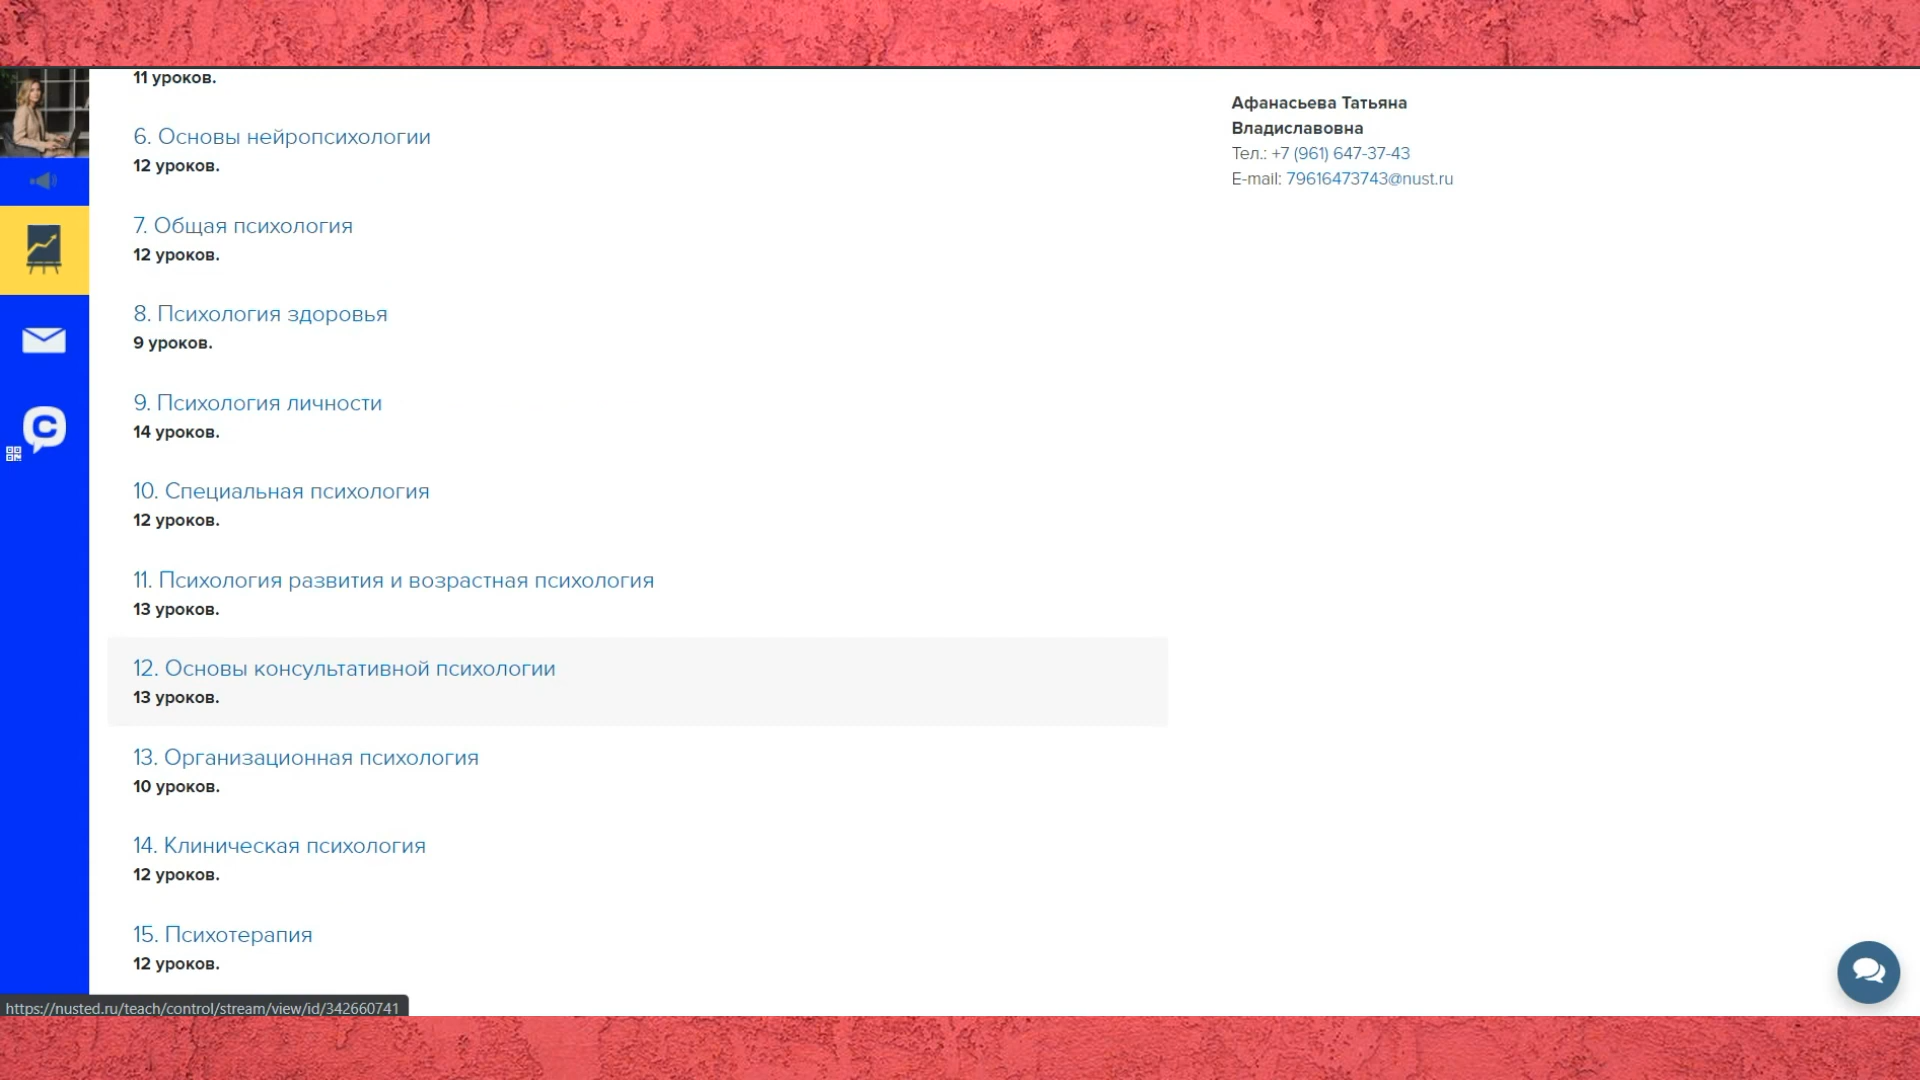 11 уроков.
6. Основы нейропсихологии
12 уроков.
7. Общая психология
12 уроков.
8. Психология здоровья
9 уроков.
9. Психология личности
14 уроков.
10. Специальная психология
12 уроков.
11. Психология развития и возрастная психология
13 уроков.
12. Основы консультативной психологии
13 уроков.
13. Организационная психология
10 уроков.
14. Клиническая психология
12 уроков.
15. Психотерапия
12 уроков.
Афанасьева Татьяна
Владиславовна
Тел.: +7 (961) 647-37-43
E-mail: 79616473743@nust.ru
https://nusted.ru/teach/control/stream/view/id/342660741